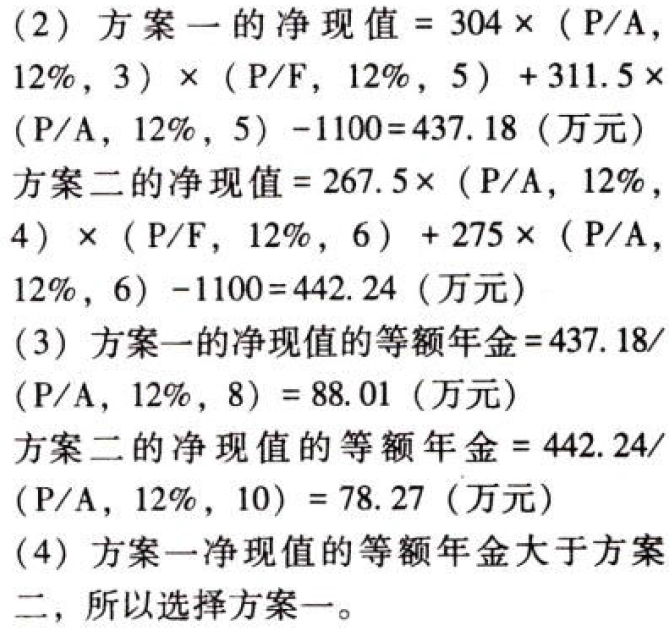 (2) 方案一的净现值 = 304 × (P/A,
12%, 3) × (P/F, 12%, 5) +311.5 ×
(P/A, 12%, 5) -1100=437.18 (万元)
方案二的净现值 = 267.5× (P/A, 12%,
4) × (P/F, 12%, 6) + 275 × (P/A,
12%, 6) -1100=442.24 (万元)
(3) 方案一的净现值的等额年金=437.18/
(P/A, 12%, 8) = 88.01 (万元)
方案二的净现值的等额年金 = 442.24/
(P/A, 12%, 10) = 78.27 (万元)
(4) 方案一净现值的等额年金大于方案
二，所以选择方案一。